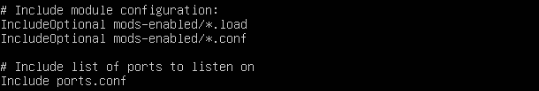 # Include module configuration:
IncludeOptional mods-enabled/*.load
IncludeOptional mods-enabled/*.conf
# Include list of ports to listen on
Include ports.conf